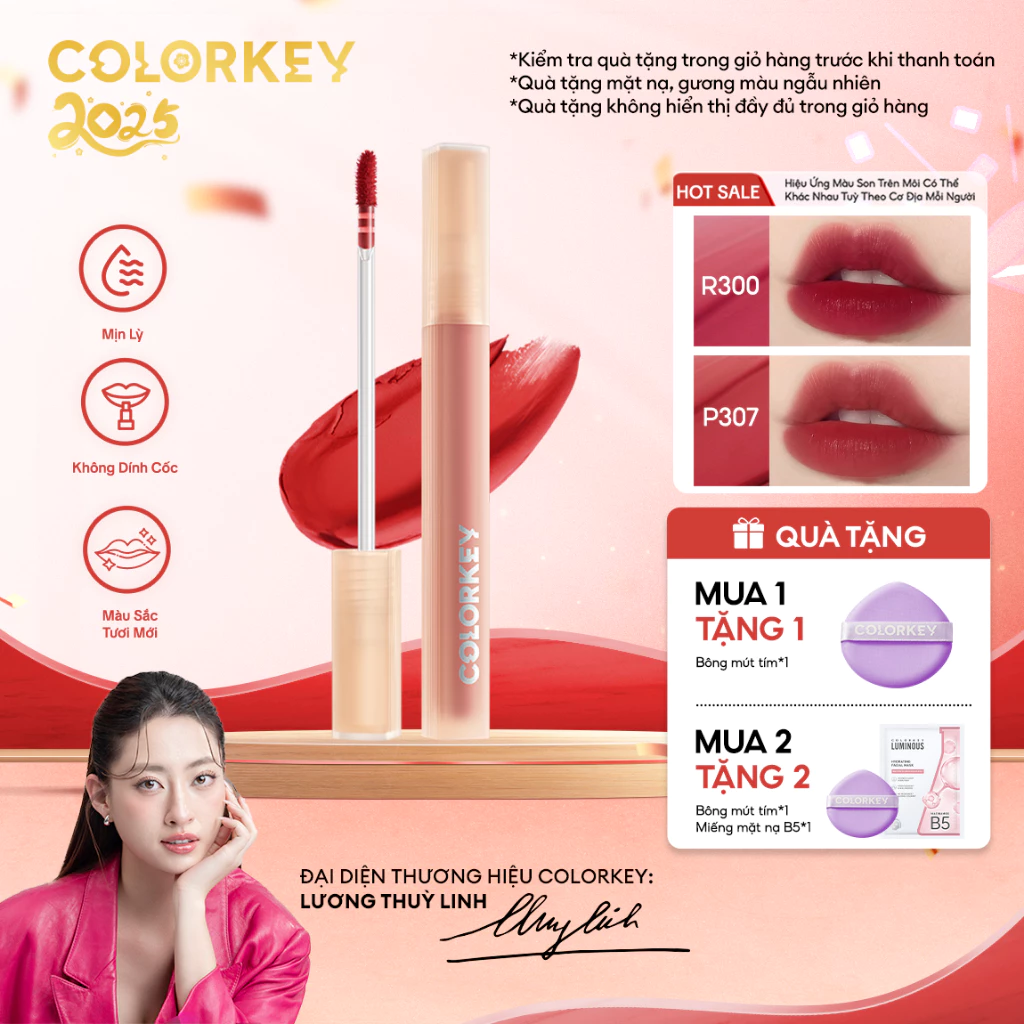 COLORKEY
2025
*Kiểm tra quà tặng trong giỏ hàng trước khi thanh toán
*Quà tặng mặt nạ, gương màu ngẫu nhiên
*Quà tặng không hiển thị đầy đủ trong giỏ hàng
HOT SALE
Hiệu Ứng Màu Son Trên Môi Có Thể
Khác Nhau Tuỳ Theo Cơ Địa Mỗi Người
R300
P307
Mịn Lỳ
Không Dính Cốc
Màu Sắc
Tươi Mới
COLORKEY
QUÀ TẶNG
MUA 1
TẶNG 1
Bông mút tím*1
COLORKEY
MUA 2
TẶNG 2
Bông mút tím*1
Miếng mặt nạ B5*1
COLORKEY
LUMINOUS
HYDRATING
FACIAL MASK
COLORKEY
B5
ĐẠI DIỆN THƯƠNG HIỆU COLORKEY:
LƯƠNG THUỲ LINH